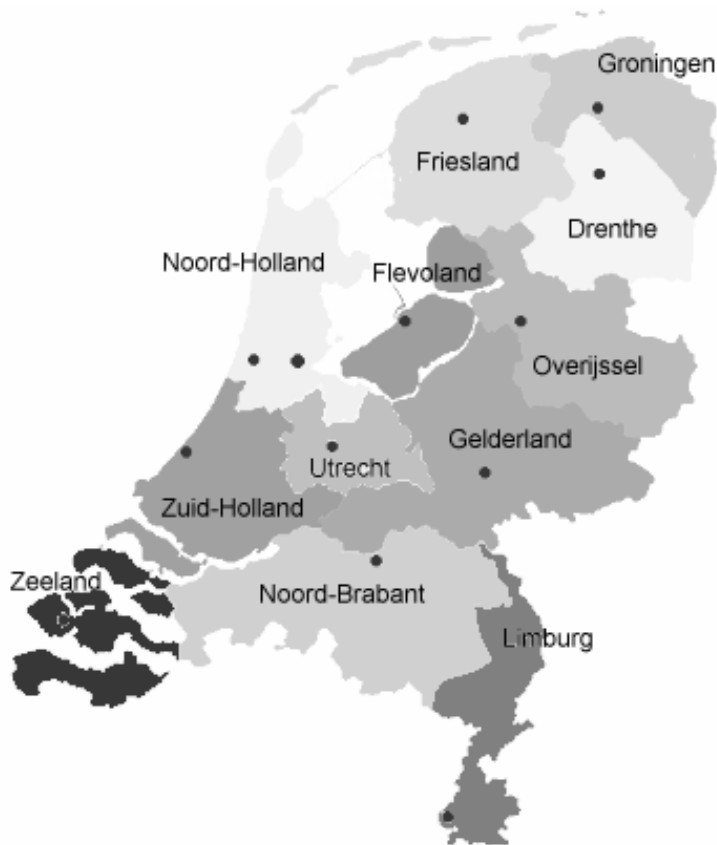 Groningen
Friesland
Drenthe
Noord-Holland
Flevoland
Overijssel
Gelderland
Utrecht
Zuid-Holland
Zeeland
Noord-Brabant
Limburg